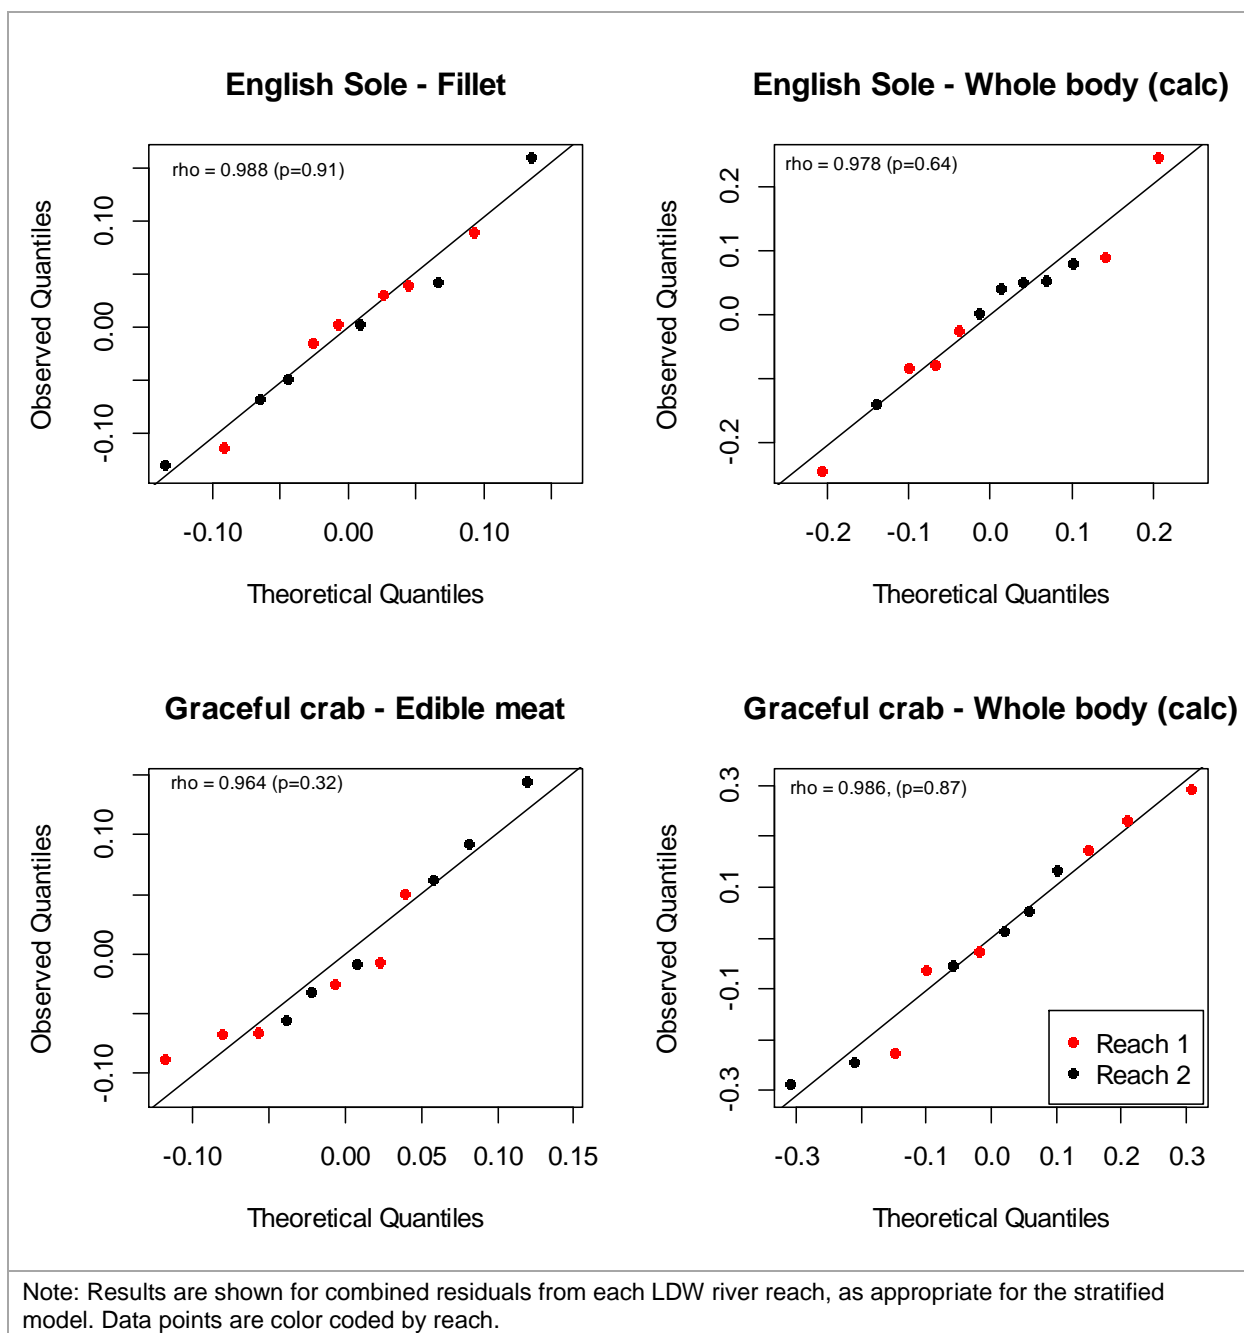 English Sole - Fillet
rho = 0.988 (p=0.91)
Observed Quantiles
0.10
0.00
-0.10
-0.10
0.00
0.10
Theoretical Quantiles
English Sole - Whole body (calc)
rho = 0.978 (p=0.64)
Observed Quantiles
0.2
0.1
0.0
-0.2
-0.2
-0.1
0.0
0.1
0.2
Theoretical Quantiles
Graceful crab - Edible meat
rho = 0.964 (p=0.32)
Observed Quantiles
0.10
0.00
-0.10
-0.10
0.00
0.05
0.10
0.15
Theoretical Quantiles
Graceful crab - Whole body (calc)
rho = 0.986, (p=0.87)
Observed Quantiles
0.3
0.1
-0.1
-0.3
-0.3
-0.1
0.0
0.1
0.2
0.3
Theoretical Quantiles
Reach 1
Reach 2
Note: Results are shown for combined residuals from each LDW river reach, as appropriate for the stratified
model. Data points are color coded by reach.